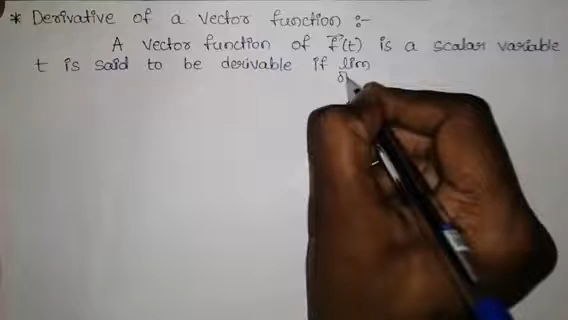 * Derivative of a vector function :-
A vector function of f⃗(t) is a scalar variable
t is said to be derivable if lim
δ